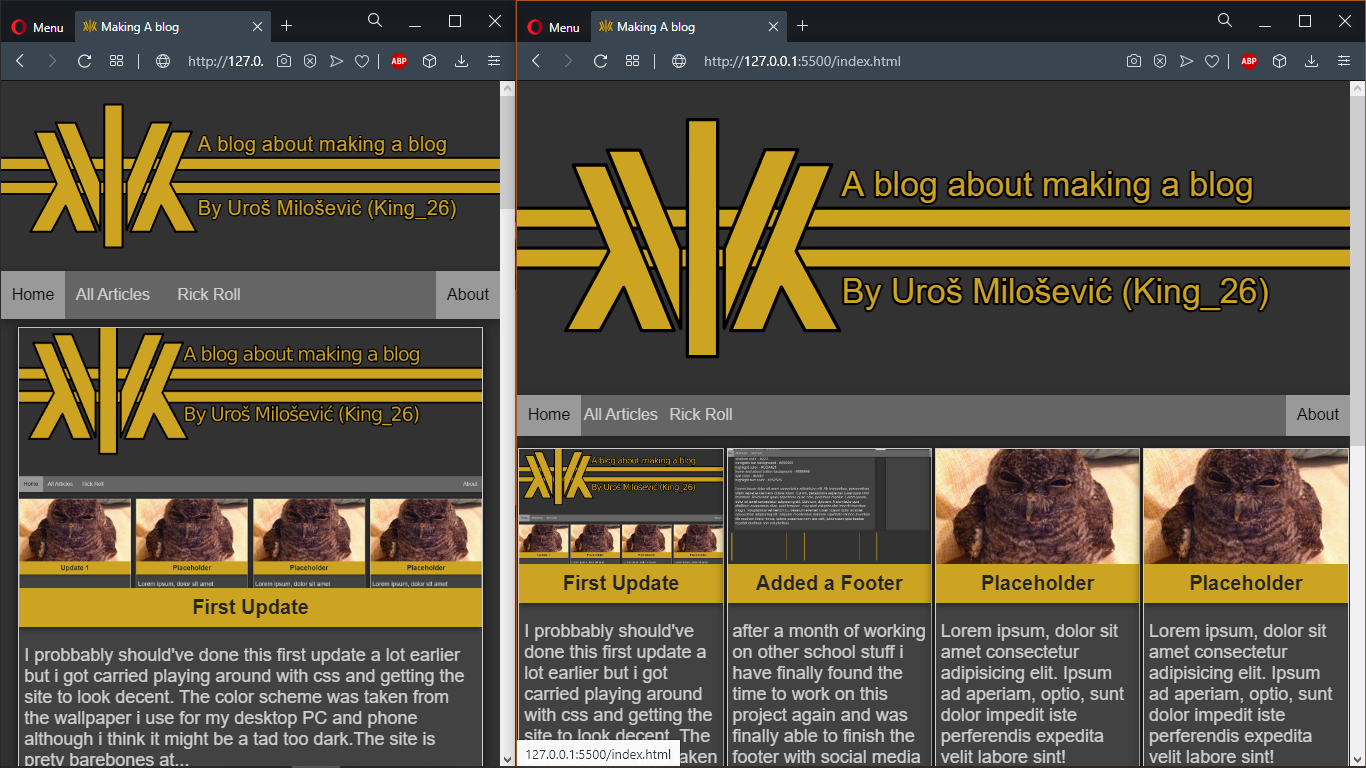 Menu
Making A blog
http://127.0.
ABP
A blog about making a blog
By Uroš Milošević (King_26)
Home
All Articles
Rick Roll
About
A blog about making a blog
By Uroš Milošević (King_26)
Home
All Articles
Rick Roll
About
Update 1
Placeholder
Placeholder
Placeholder
Lorem ipsum, dolor sit amet
Lorem ipsum, dolor sit amet
Lorem ipsum, dolor sit amet
First Update
I probbably should've done this first update a lot earlier
but i got carried playing around with css and getting the
site to look decent. The color scheme was taken from
the wallpaper i use for my desktop PC and phone
although i think it might be a tad too dark.The site is
prety barebones at...
Menu
Making A blog
http://127.0.0.1:5500/index.html
ABP
A blog about making a blog
By Uroš Milošević (King_26)
Home
All Articles
Rick Roll
About
A blog about making a blog
By Uroš Milošević (King_26)
Update 1
Placeholder
Placeholder
Placeholder
First Update
I probbably should've
done this first update a
lot earlier but i got
carried playing around
with css and getting the
site to look decent. The
taken
Added a Footer
after a month of working
on other school stuff i
have finally found the
time to work on this
project again and was
finally able to finish the
footer with social media
Placeholder
Lorem ipsum, dolor sit
amet consectetur
adipisicing elit. Ipsum
ad aperiam, optio, sunt
dolor impedit iste
perferendis expedita
velit labore sint!
Placeholder
Lorem ipsum, dolor sit
amet consectetur
adipisicing elit. Ipsum
ad aperiam, optio, sunt
dolor impedit iste
perferendis expedita
velit labore sint!
127.0.0.1:5500/index.html